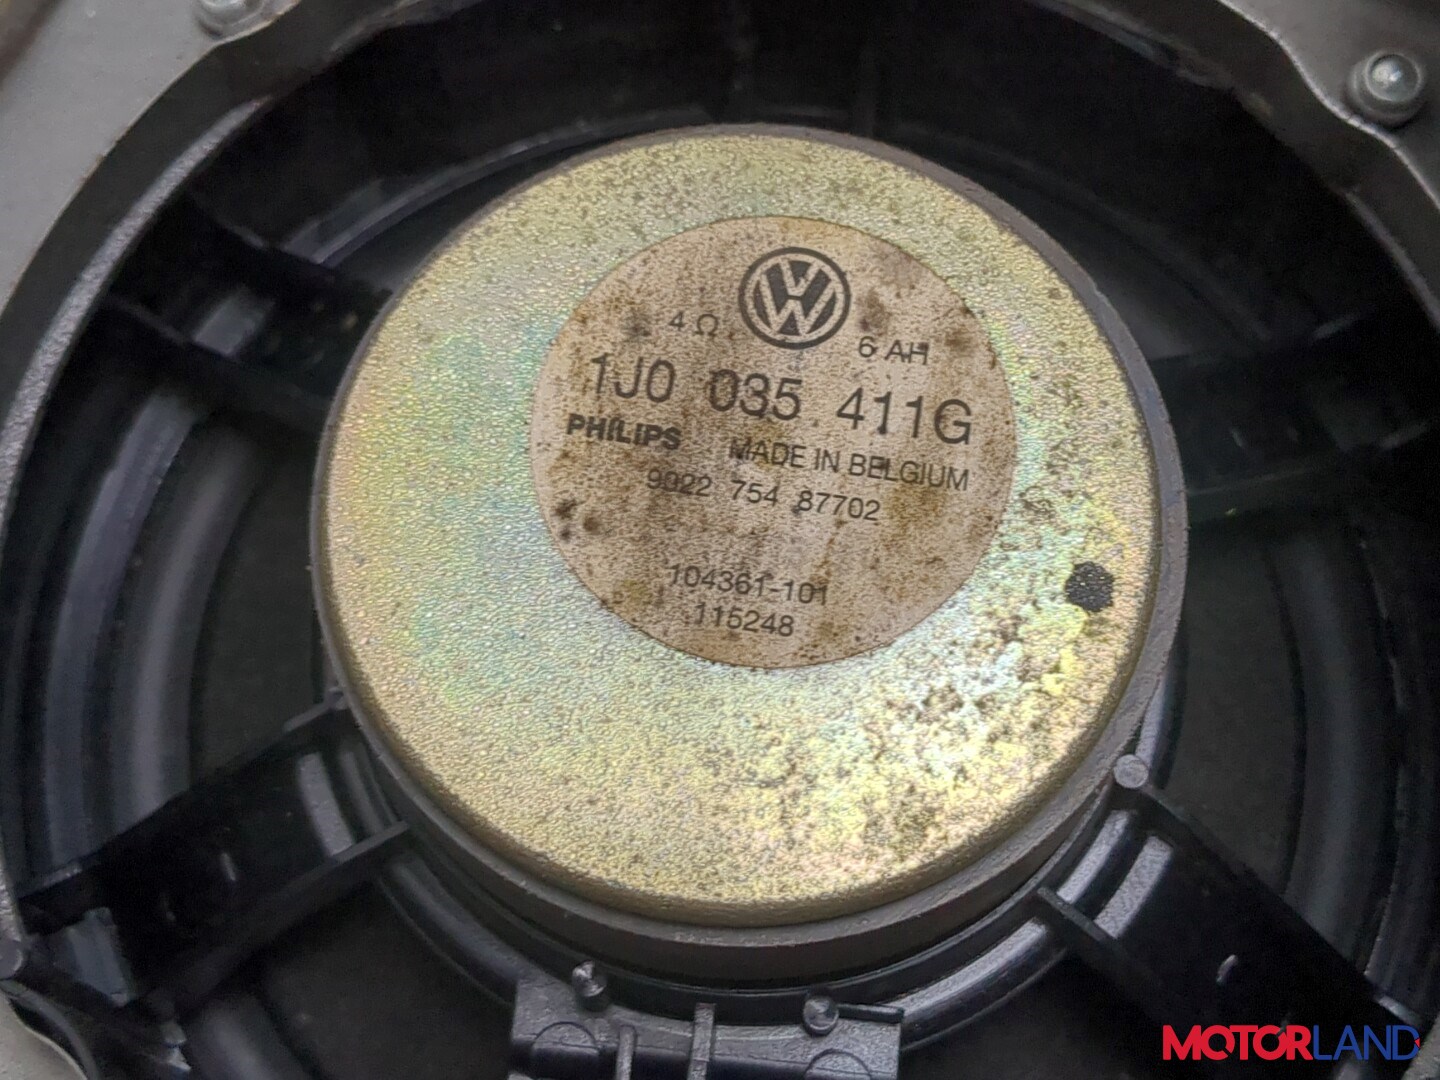 VW
4 Ω 6 AH
1J0 035 411G
PHILIPS MADE IN BELGIUM
9022 754 87702
104361-101
115248
MOTORLAND